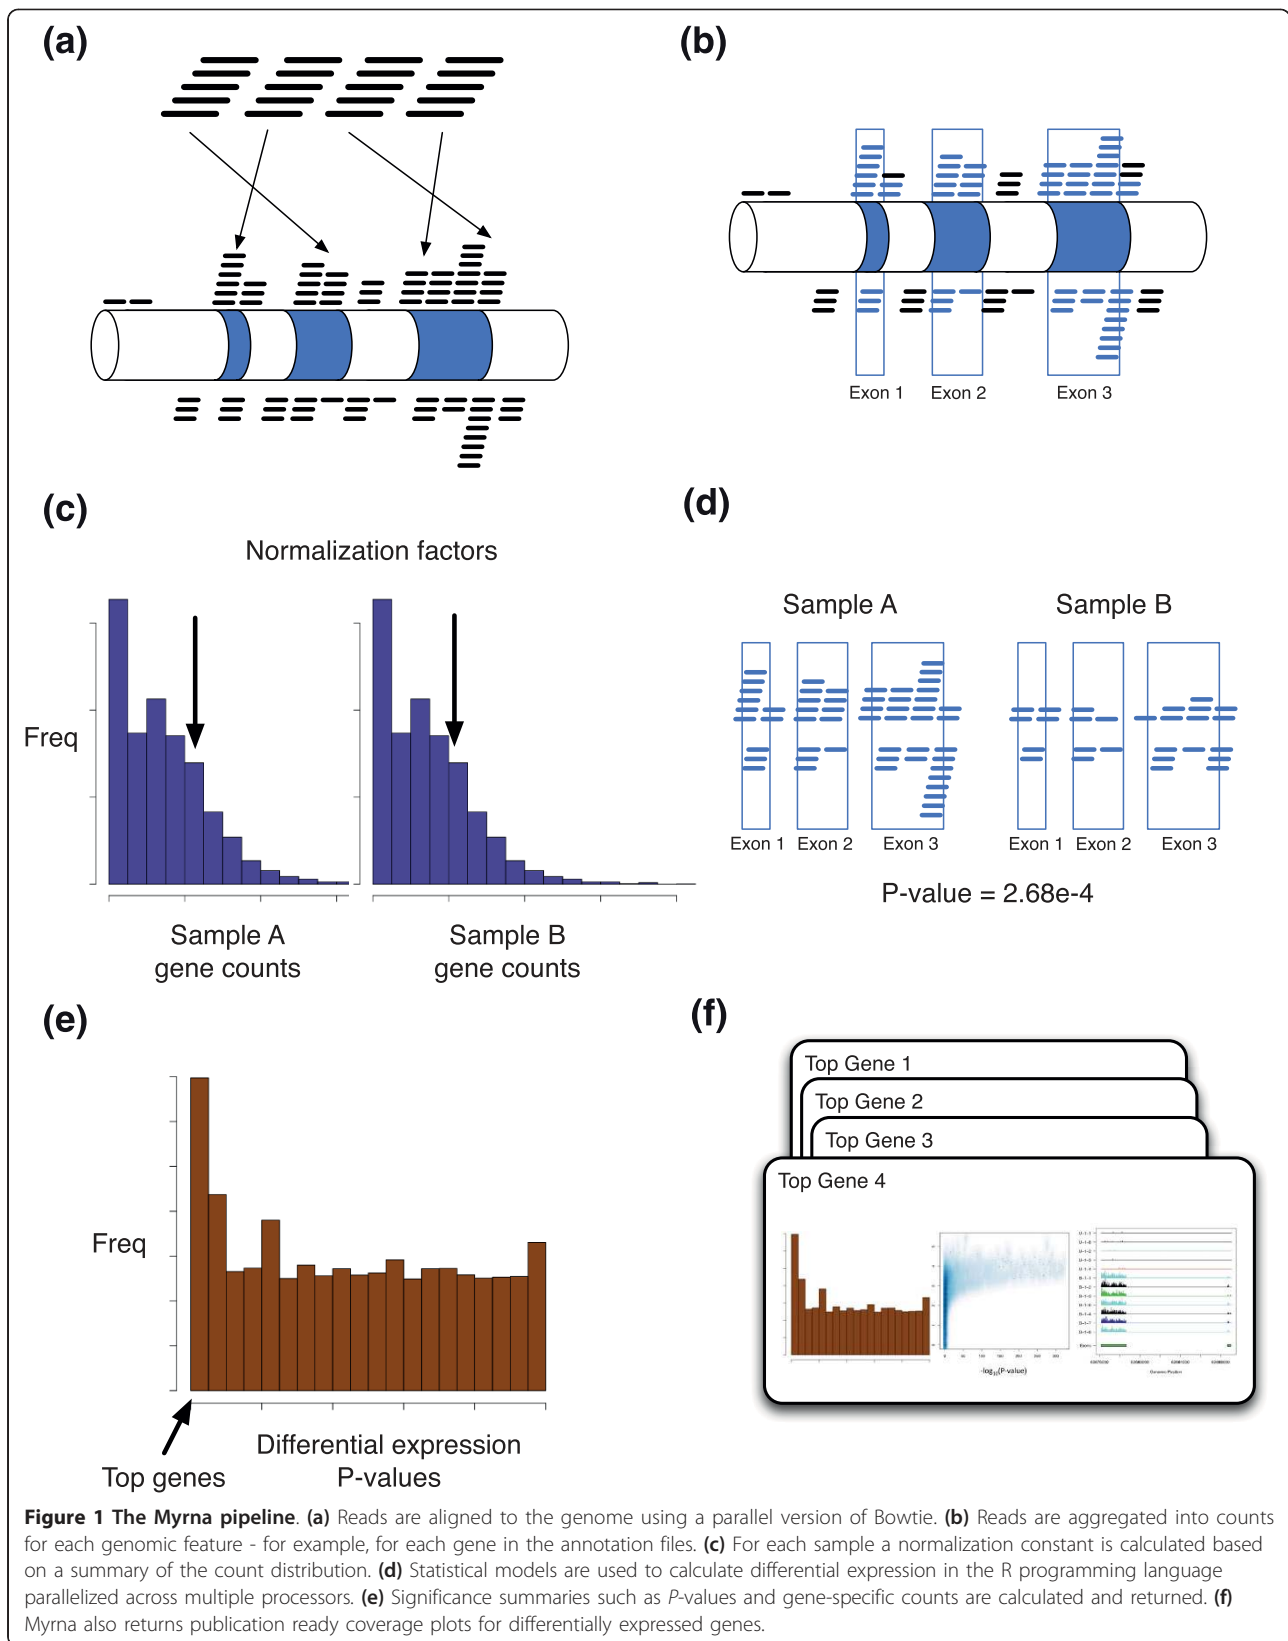 (a)
(b)
Exon 1
Exon 2
Exon 3
(c)
Normalization factors
Freq
Sample A
gene counts
Sample B
gene counts
(d)
Sample A
Sample B
Exon 1
Exon 2
Exon 3
Exon 1
Exon 2
Exon 3
P-value = 2.68e-4
(e)
Freq
Top genes
Differential expression
P-values
(f)
Top Gene 1
Top Gene 2
Top Gene 3
Top Gene 4
-log10(P-value)
Genome Position
Figure 1 The Myrna pipeline. (a) Reads are aligned to the genome using a parallel version of Bowtie. (b) Reads are aggregated into counts
for each genomic feature - for example, for each gene in the annotation files. (c) For each sample a normalization constant is calculated based
on a summary of the count distribution. (d) Statistical models are used to calculate differential expression in the R programming language
parallelized across multiple processors. (e) Significance summaries such as P-values and gene-specific counts are calculated and returned. (f)
Myrna also returns publication ready coverage plots for differentially expressed genes.